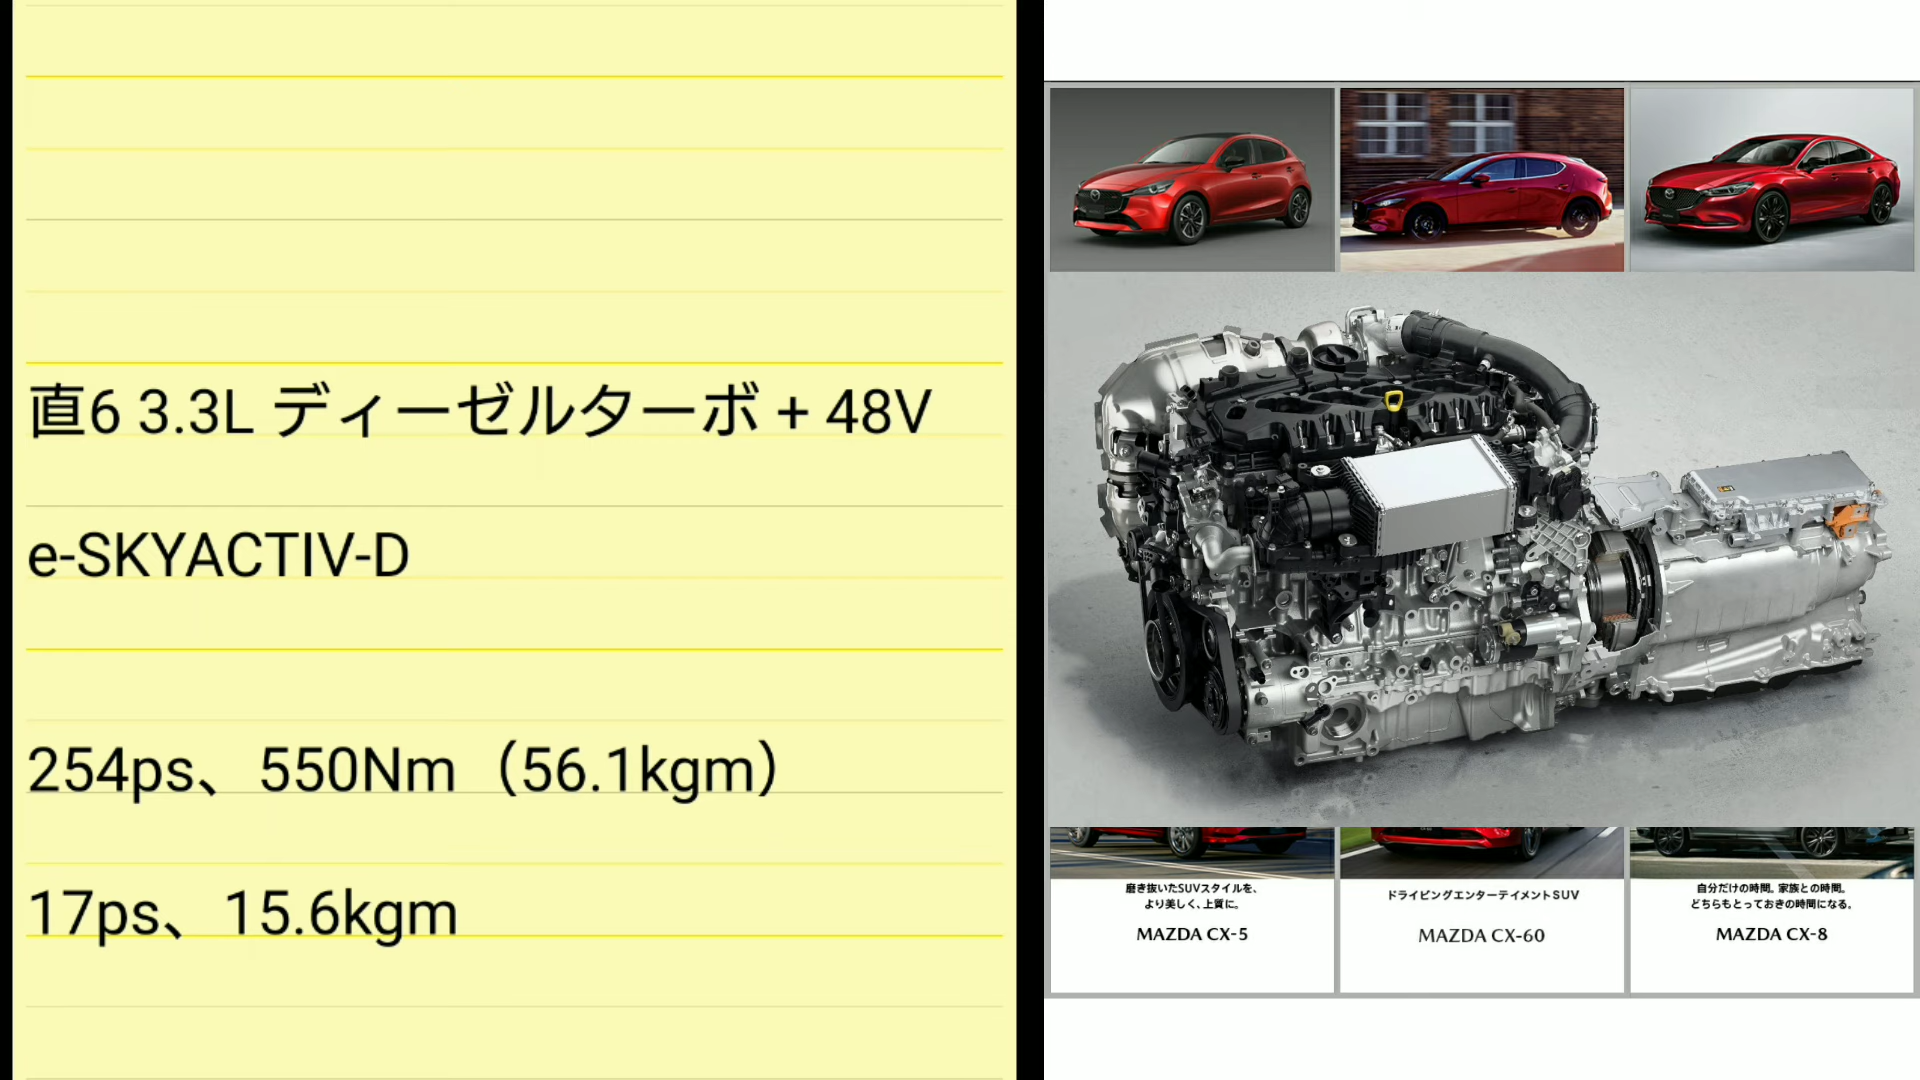 直6 3.3L ディーゼルターボ + 48V
e-SKYACTIV-D
254ps、550Nm（56.1kgm）
17ps、15.6kgm
磨き抜いたSUVスタイルを、
より美しく、上質に。
MAZDA CX-5
ドライビングエンターテイメントSUV
MAZDA CX-60
自分だけの時間。家族との時間。
どちらもとっておきの時間になる。
MAZDA CX-8